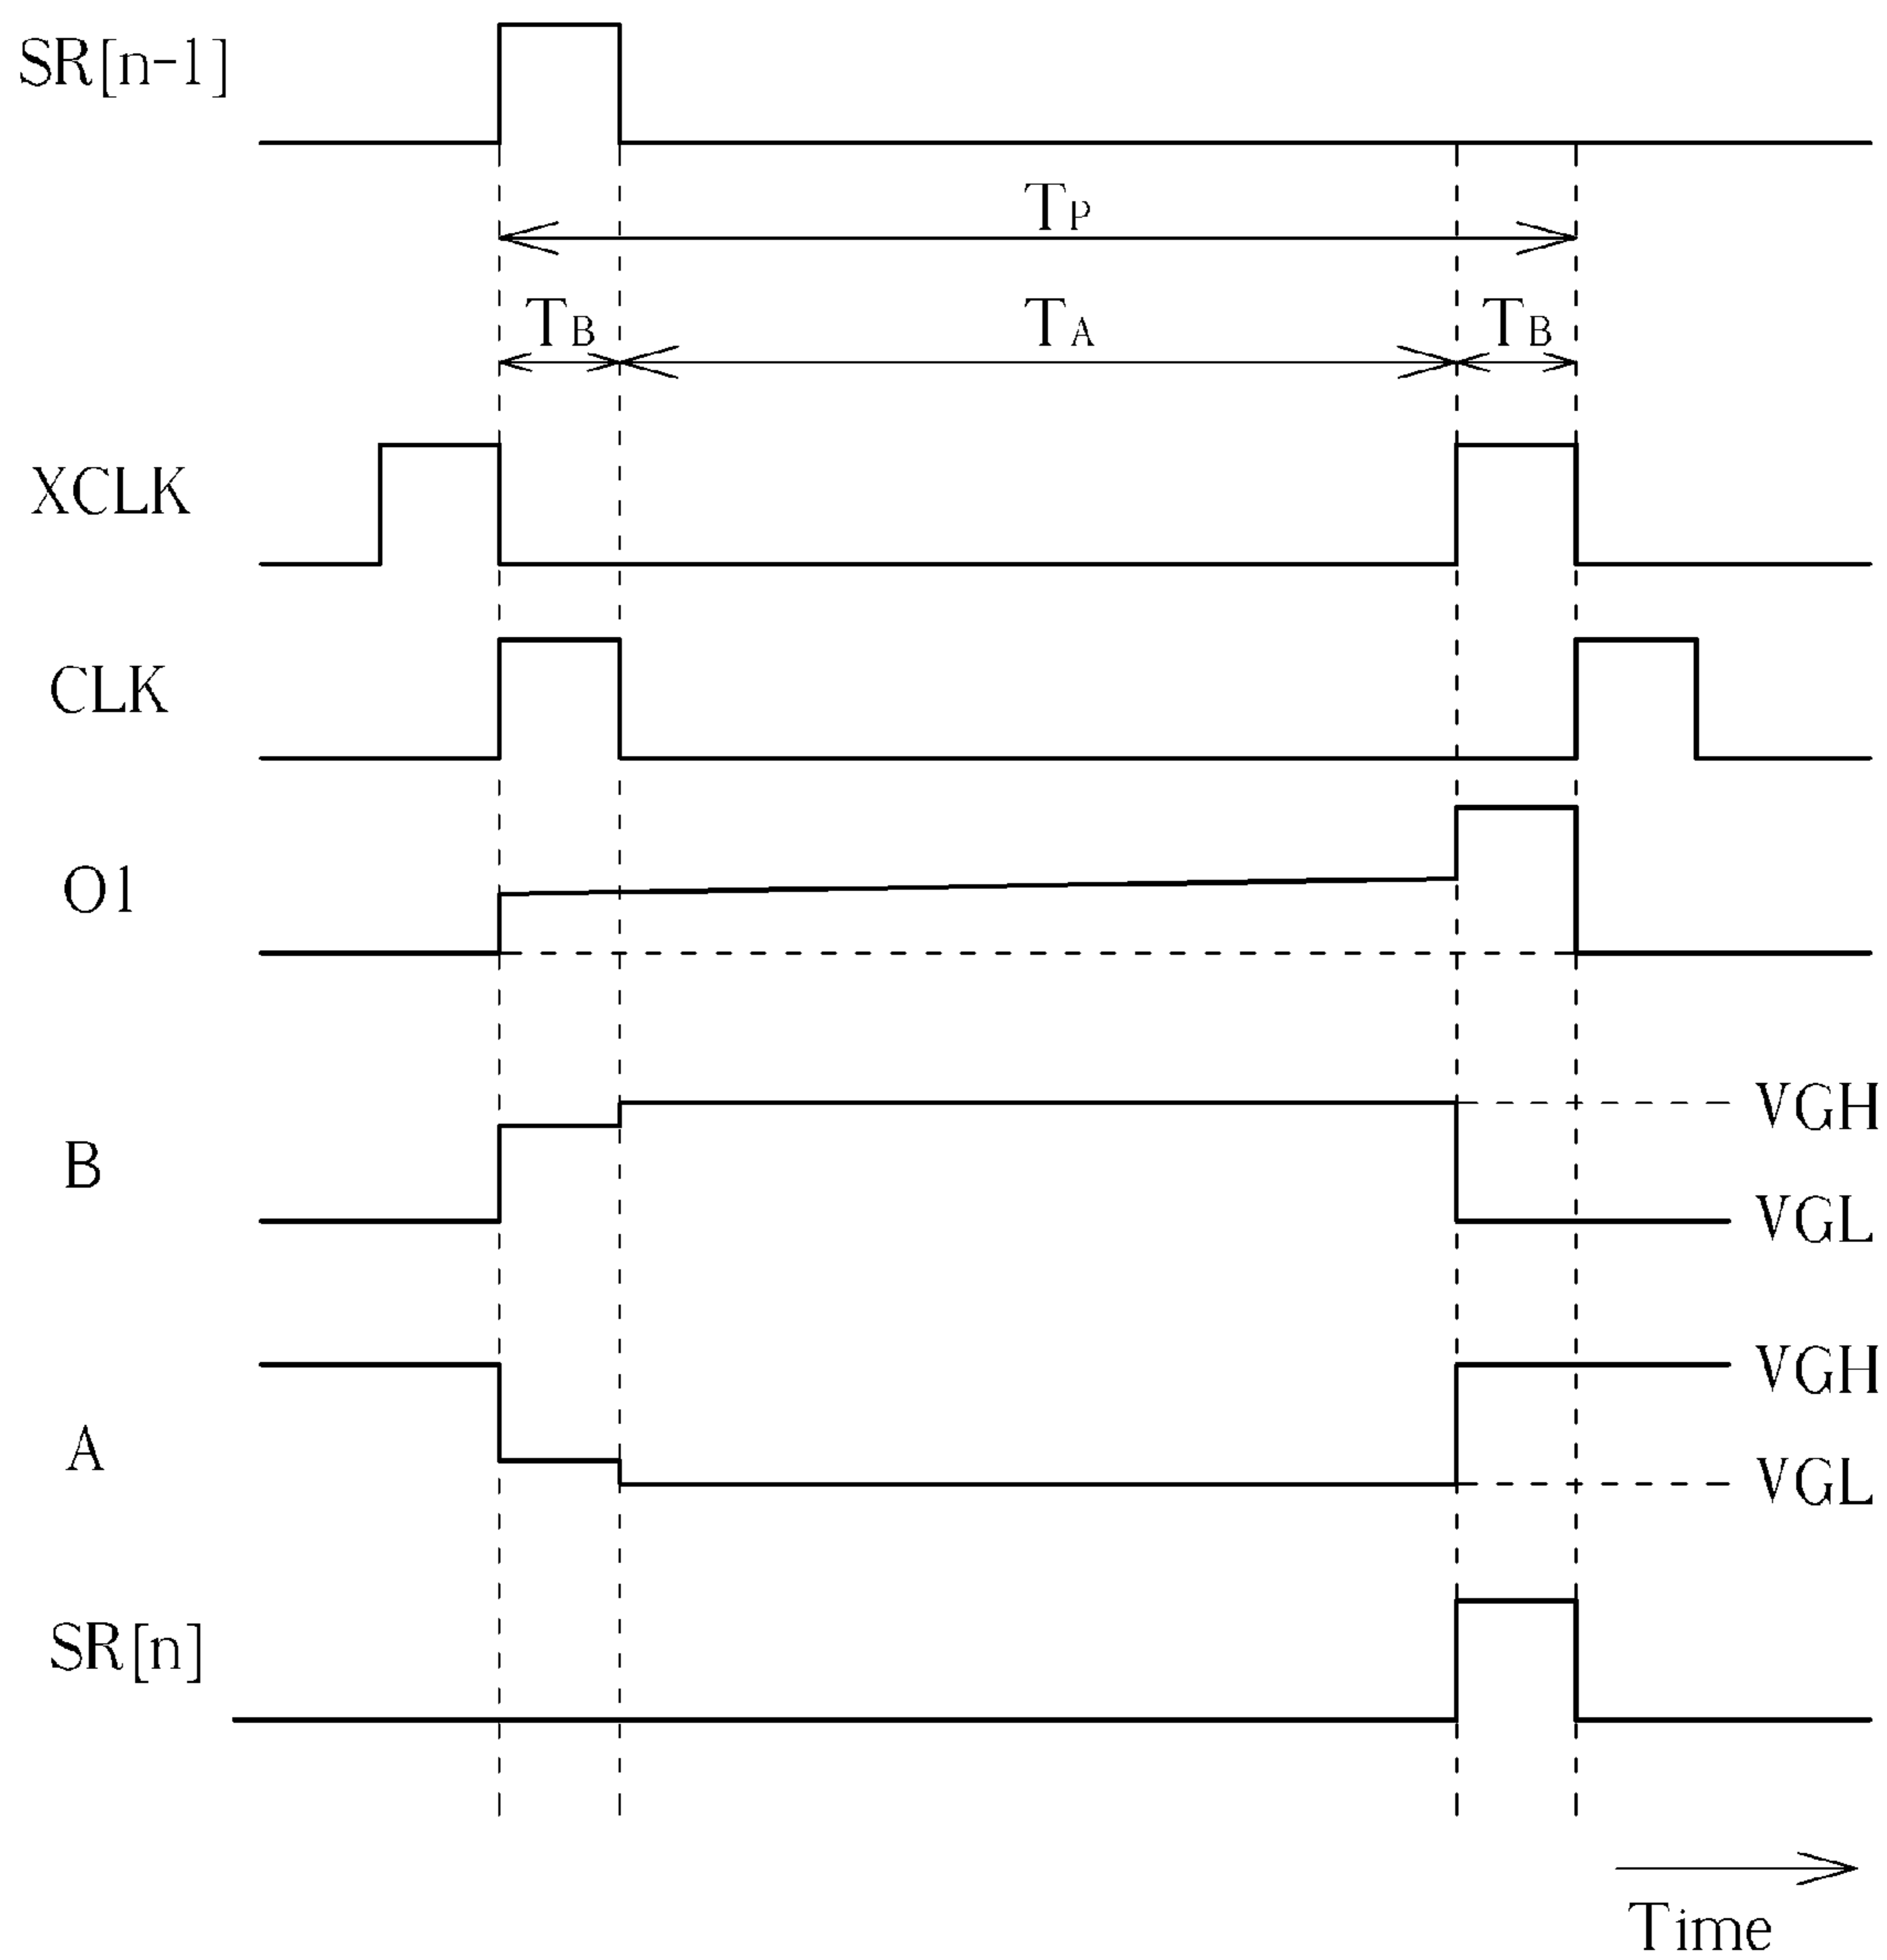 SR[n-1]
TP
TB TA TB
XCLK
CLK
O1
VGH
B
VGL
VGH
A
VGL
SR[n]
Time